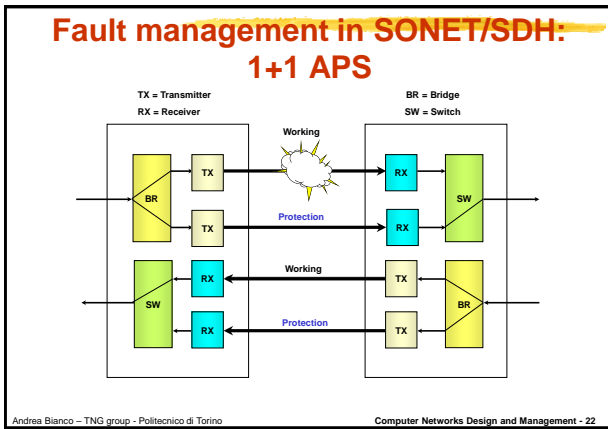 Fault management in SONET/SDH:
1+1 APS
TX = Transmitter
RX = Receiver
BR = Bridge
SW = Switch
Working
BR
TX
RX
SW
TX
Protection
RX
SW
RX
Working
TX
BR
RX
Protection
TX
Andrea Bianco – TNG group - Politecnico di Torino
Computer Networks Design and Management - 22